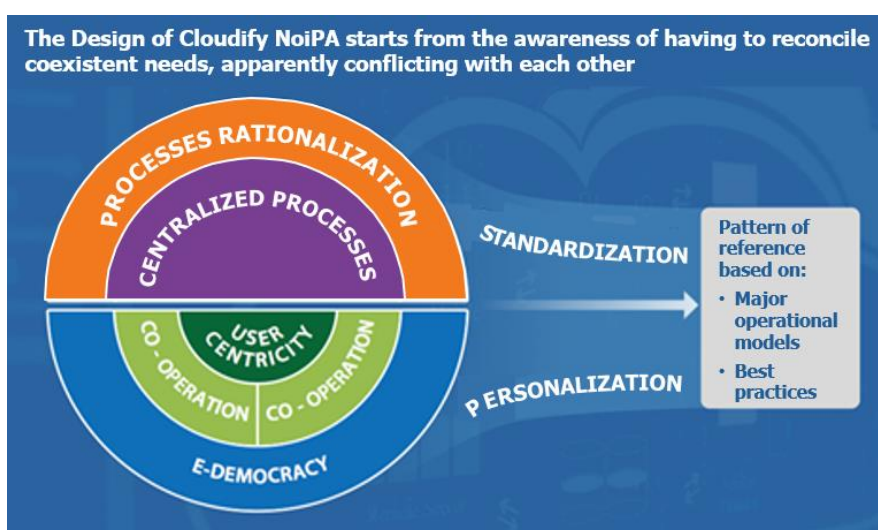 The Design of Cloudify NoiPA starts from the awareness of having to reconcile
coexistent needs, apparently conflicting with each other
PROCESSES RATIONALIZATION
CENTRALIZED PROCESSES
USER
CENTRICITY
CO - OPERATION
CO - OPERATION
E-DEMOCRACY
STANDARDIZATION
PERSONALIZATION
Pattern of
reference
based on:
• Major
operational
models
• Best
practices